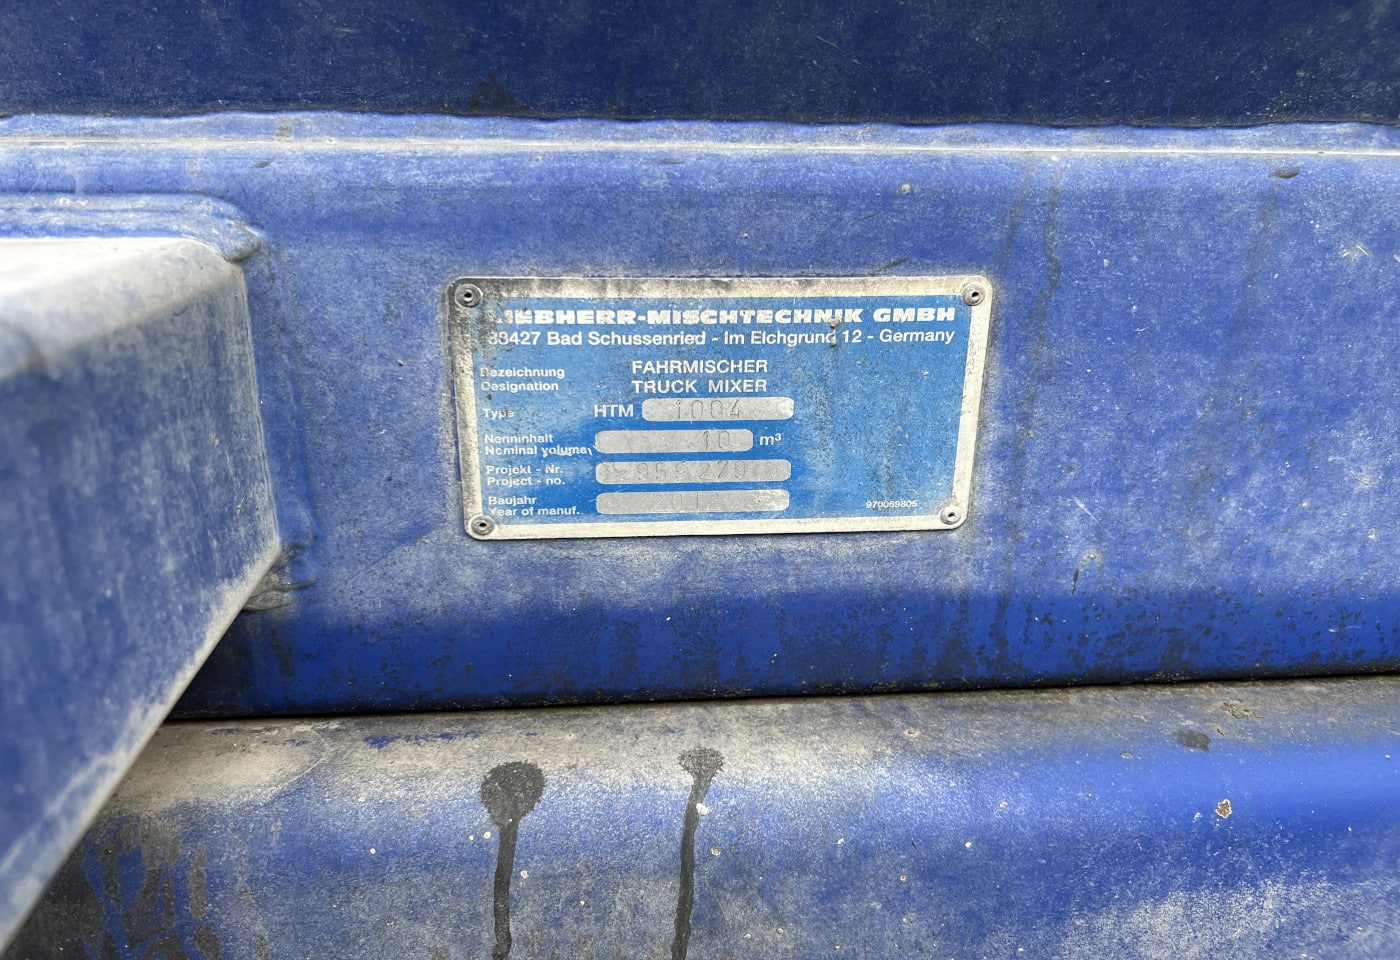 LIEBHERR-MISCHTECHNIK GMBH
88427 Bad Schussenried - Im Elchgrund 12 - Germany
Bezeichnung FAHRMISCHER
Designation TRUCK MIXER
Type HTM 1004
Nenninhalt 10 m³
Nominal volume
Projekt - Nr.
Project - no.
Baujahr
Year of manuf.
970069805